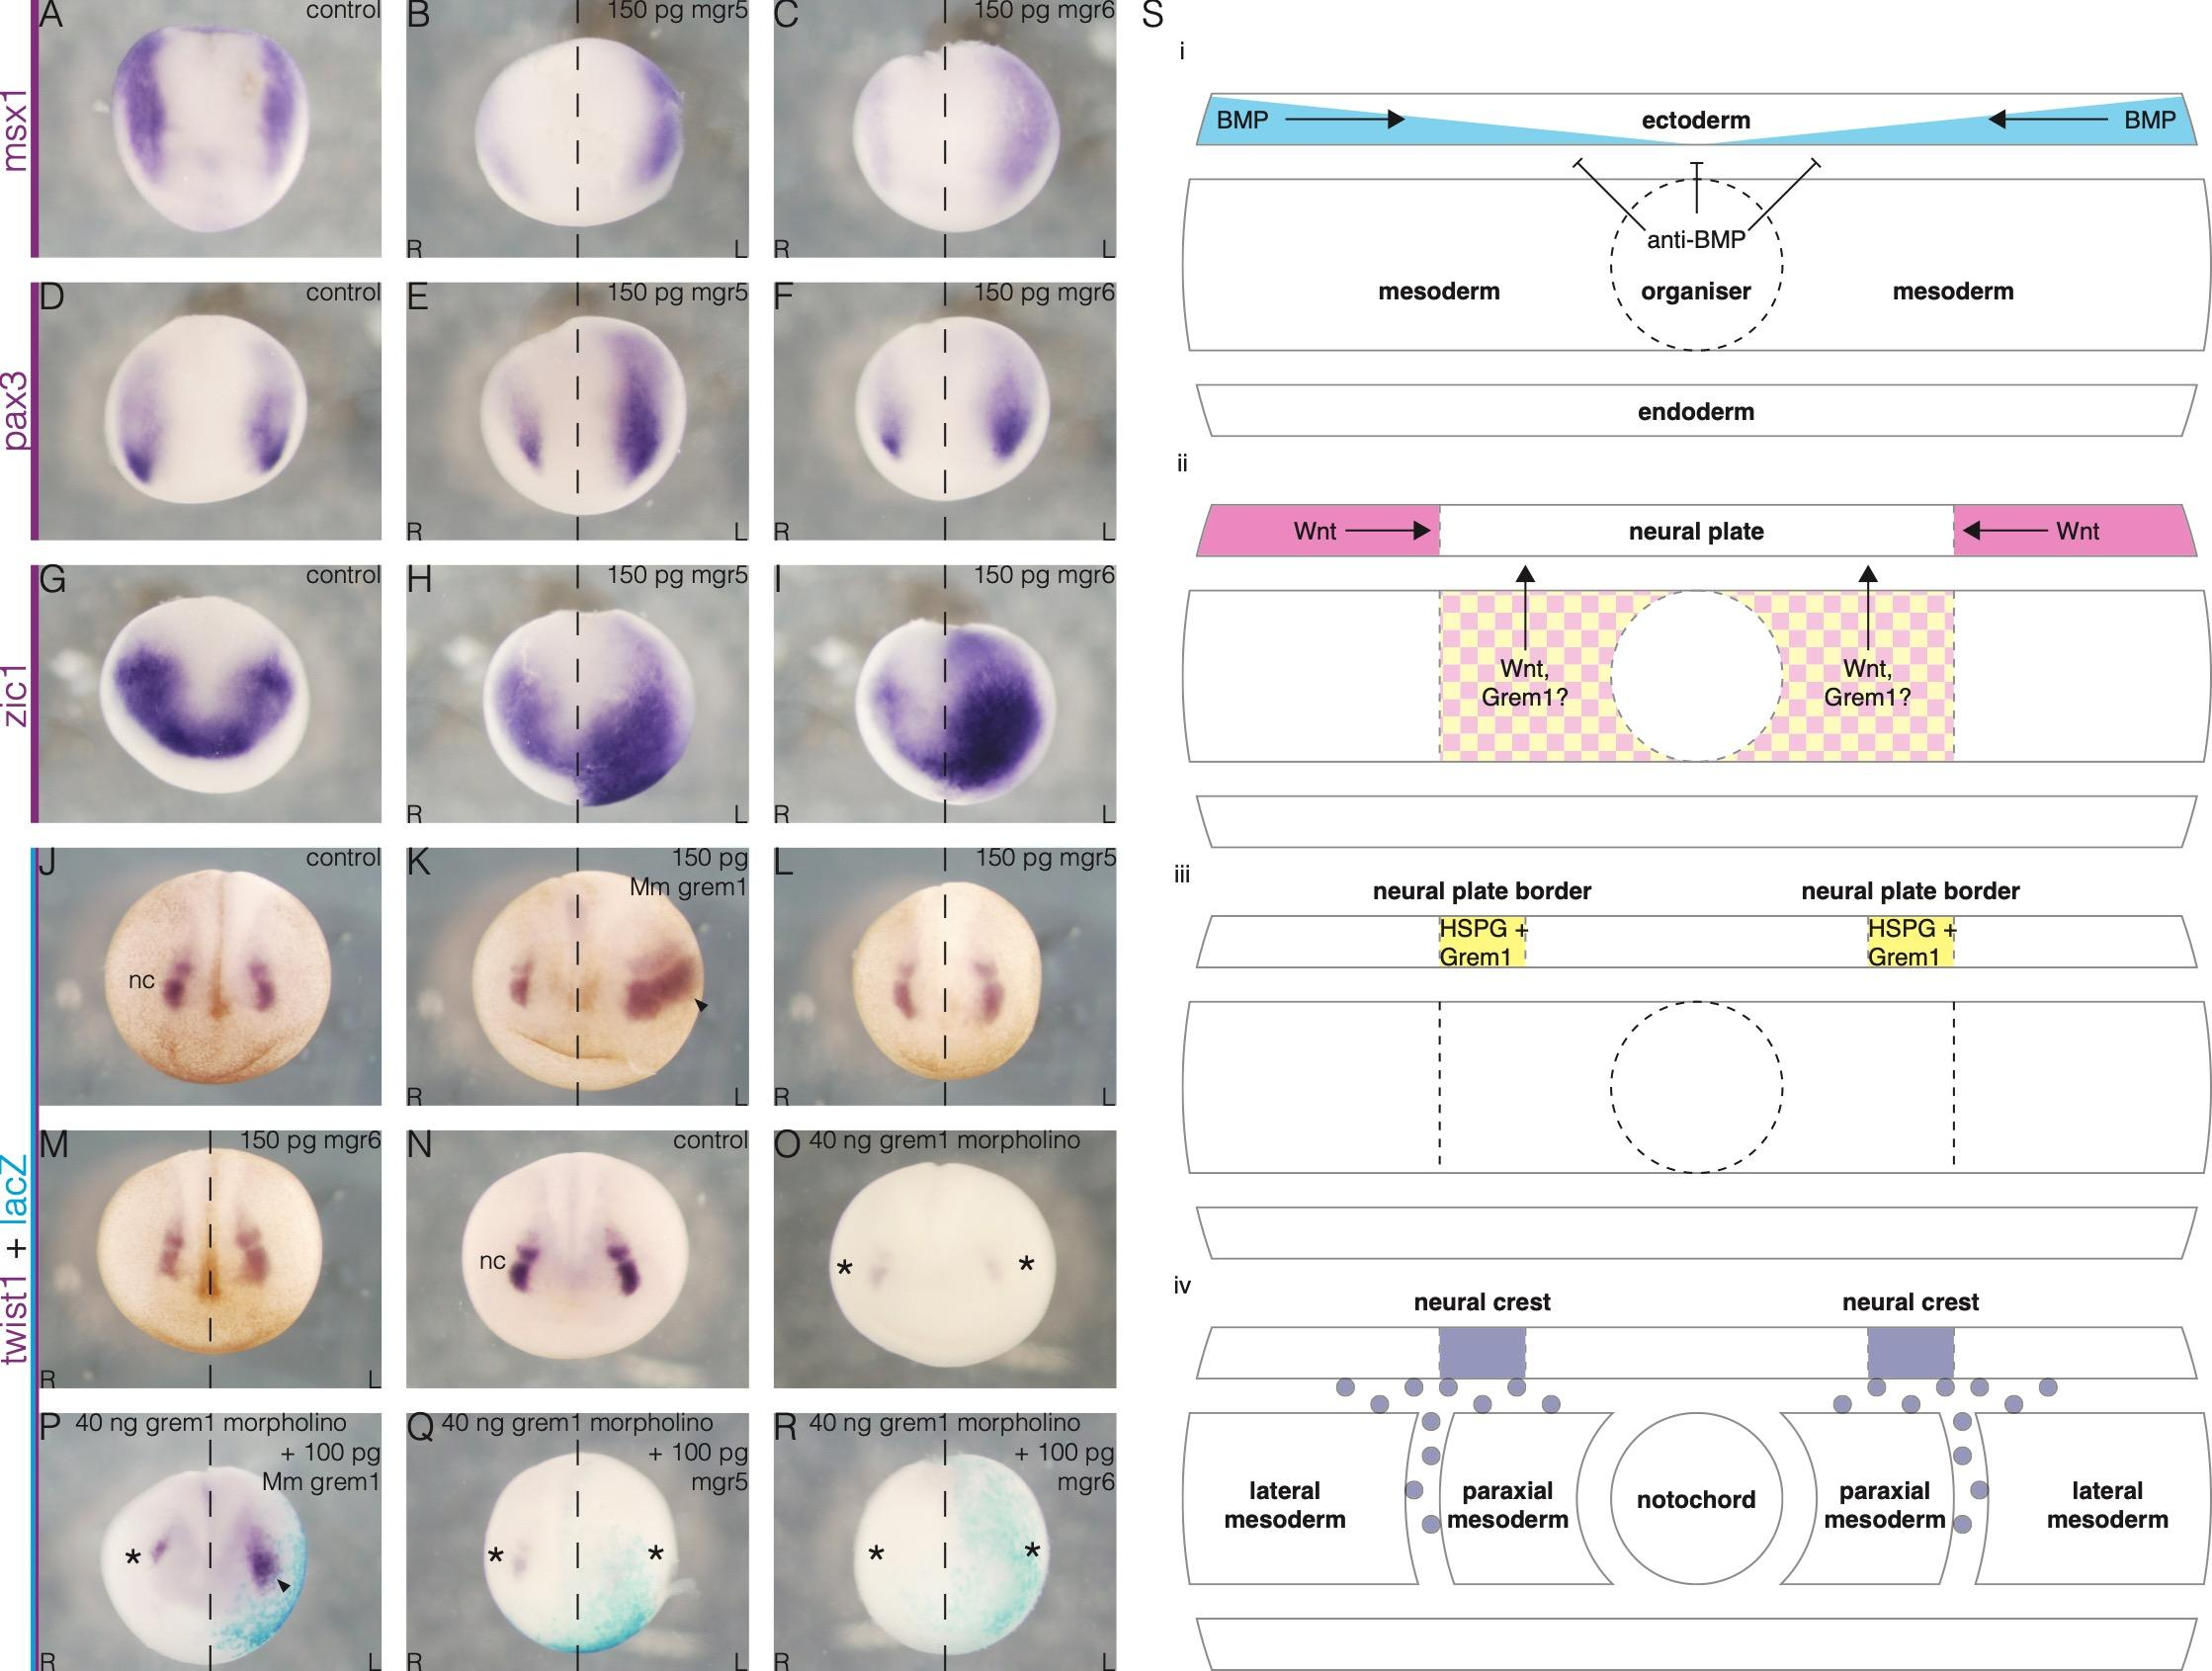 A
control
B
150 pg mgr5
C
150 pg mgr6
msx1
R
L
R
L
D
control
E
150 pg mgr5
F
150 pg mgr6
pax3
R
L
R
L
G
control
H
150 pg mgr5
I
150 pg mgr6
zic1
R
L
R
L
J
control
nc
K
150 pg
Mm grem1
R
L
L
150 pg mgr5
R
L
twist1 + lacZ
M
150 pg mgr6
R
L
N
control
nc
O
40 ng grem1 morpholino
*
*
P
40 ng grem1 morpholino
+ 100 pg
Mm grem1
*
R
L
Q
40 ng grem1 morpholino
+ 100 pg
mgr5
*
*
R
L
R
40 ng grem1 morpholino
+ 100 pg
mgr6
*
*
R
L
S
i
BMP
ectoderm
BMP
anti-BMP
mesoderm
organiser
mesoderm
endoderm
ii
Wnt
neural plate
Wnt
Wnt,
Grem1?
Wnt,
Grem1?
iii
neural plate border
neural plate border
HSPG +
Grem1
HSPG +
Grem1
iv
neural crest
neural crest
lateral
mesoderm
paraxial
mesoderm
notochord
paraxial
mesoderm
lateral
mesoderm